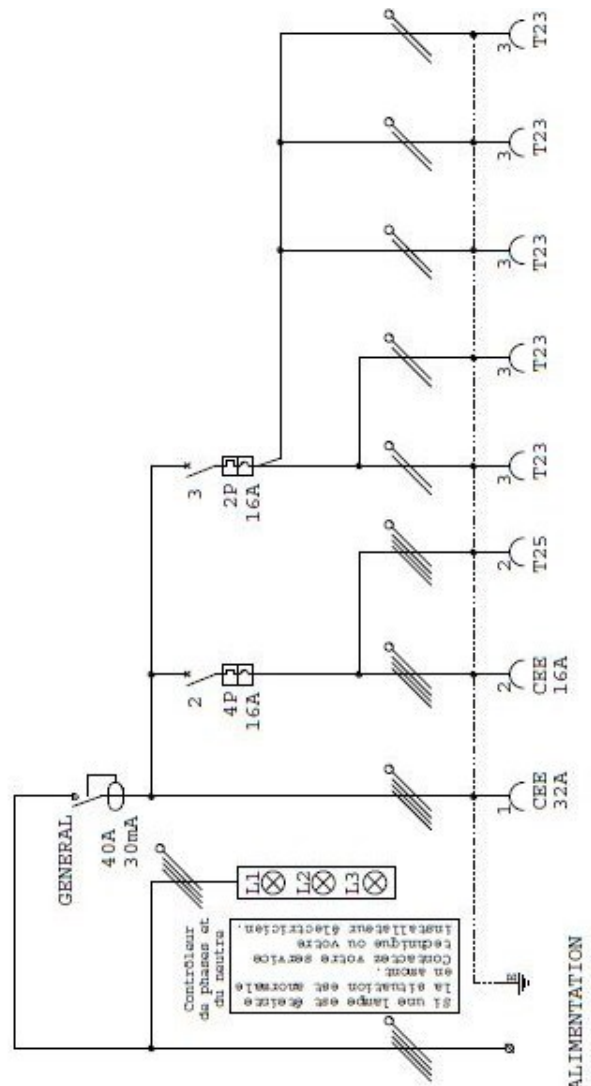 GENERAL
40A
30mA
2
4P
16A
3
2P
16A
Contrôleur
de phases et
du neutre
L1
L2
L3
Si une lampe est éteinte
la situation est anormale
en amont.
Contactez votre service
technique ou votre
installateur électricien.
E
ALIMENTATION
1
CEE
32A
2
CEE
16A
2
T25
3
T23
3
T23
3
T23
3
T23
3
T23